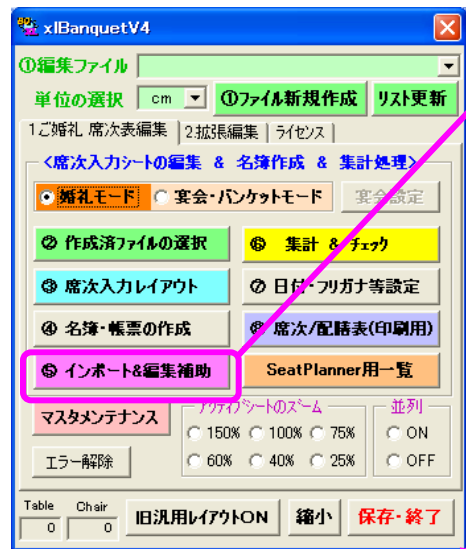 xlBanquetV4
①編集ファイル
単位の選択 cm ①ファイル新規作成 リスト更新
1ご婚礼 席次表編集 2拡張編集 ライセンス
<席次入力シートの編集 & 名簿作成 & 集計処理>
婚礼モード 宴会・バンケットモード 宴会設定
② 作成済ファイルの選択 ⑥ 集計 & チェック
③ 席次入力レイアウト ⑦ 日付・フリガナ等設定
④ 名簿・帳票の作成 ⑧ 席次/配膳表(印刷用)
⑤ インポート&編集補助 SeatPlanner用一覧
マスタメンテナンス アクティブシートのズーム 並列
150% 100% 75% ON
エラー解除 60% 40% 25% OFF
Table Chair
0 0 旧汎用レイアウトON 縮小 保存・終了